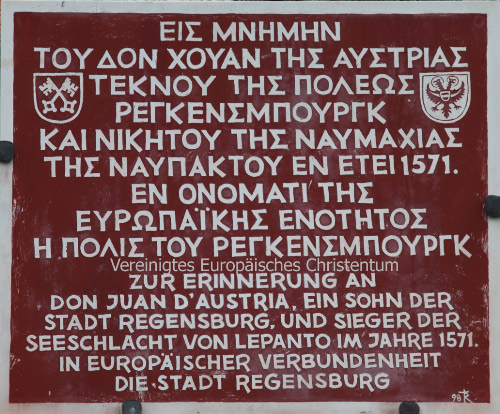 ΕΙΣ ΜΝΗΜΗΝ
ΤΟΥ ΔΟΝ ΧΟΥΑΝ ΤΗΣ ΑΥΣΤΡΙΑΣ
ΤΕΚΝΟΥ ΤΗΣ ΠΟΛΕΩΣ
ΡΕΓΚΕΝΣΜΠΟΥΡΓΚ
ΚΑΙ ΝΙΚΗΤΟΥ ΤΗΣ ΝΑΥΜΑΧΙΑΣ
ΤΗΣ ΝΑΥΠΑΚΤΟΥ ΕΝ ΕΤΕΙ 1571.
ΕΝ ΟΝΟΜΑΤΙ ΤΗΣ
ΕΥΡΩΠΑΪΚΗΣ ΕΝΟΤΗΤΟΣ
Η ΠΟΛΙΣ ΤΟΥ ΡΕΓΚΕΝΣΜΠΟΥΡΓΚ
Vereinigtes Europäisches Christentum
ZUR ERINNERUNG AN
DON JUAN D'AUSTRIA, EIN SOHN DER
STADT REGENSBURG, UND SIEGER DER
SEESCHLACHT VON LEPANTO IM JAHRE 1571.
IN EUROPÄISCHER VERBUNDENHEIT
DIE STADT REGENSBURG
98